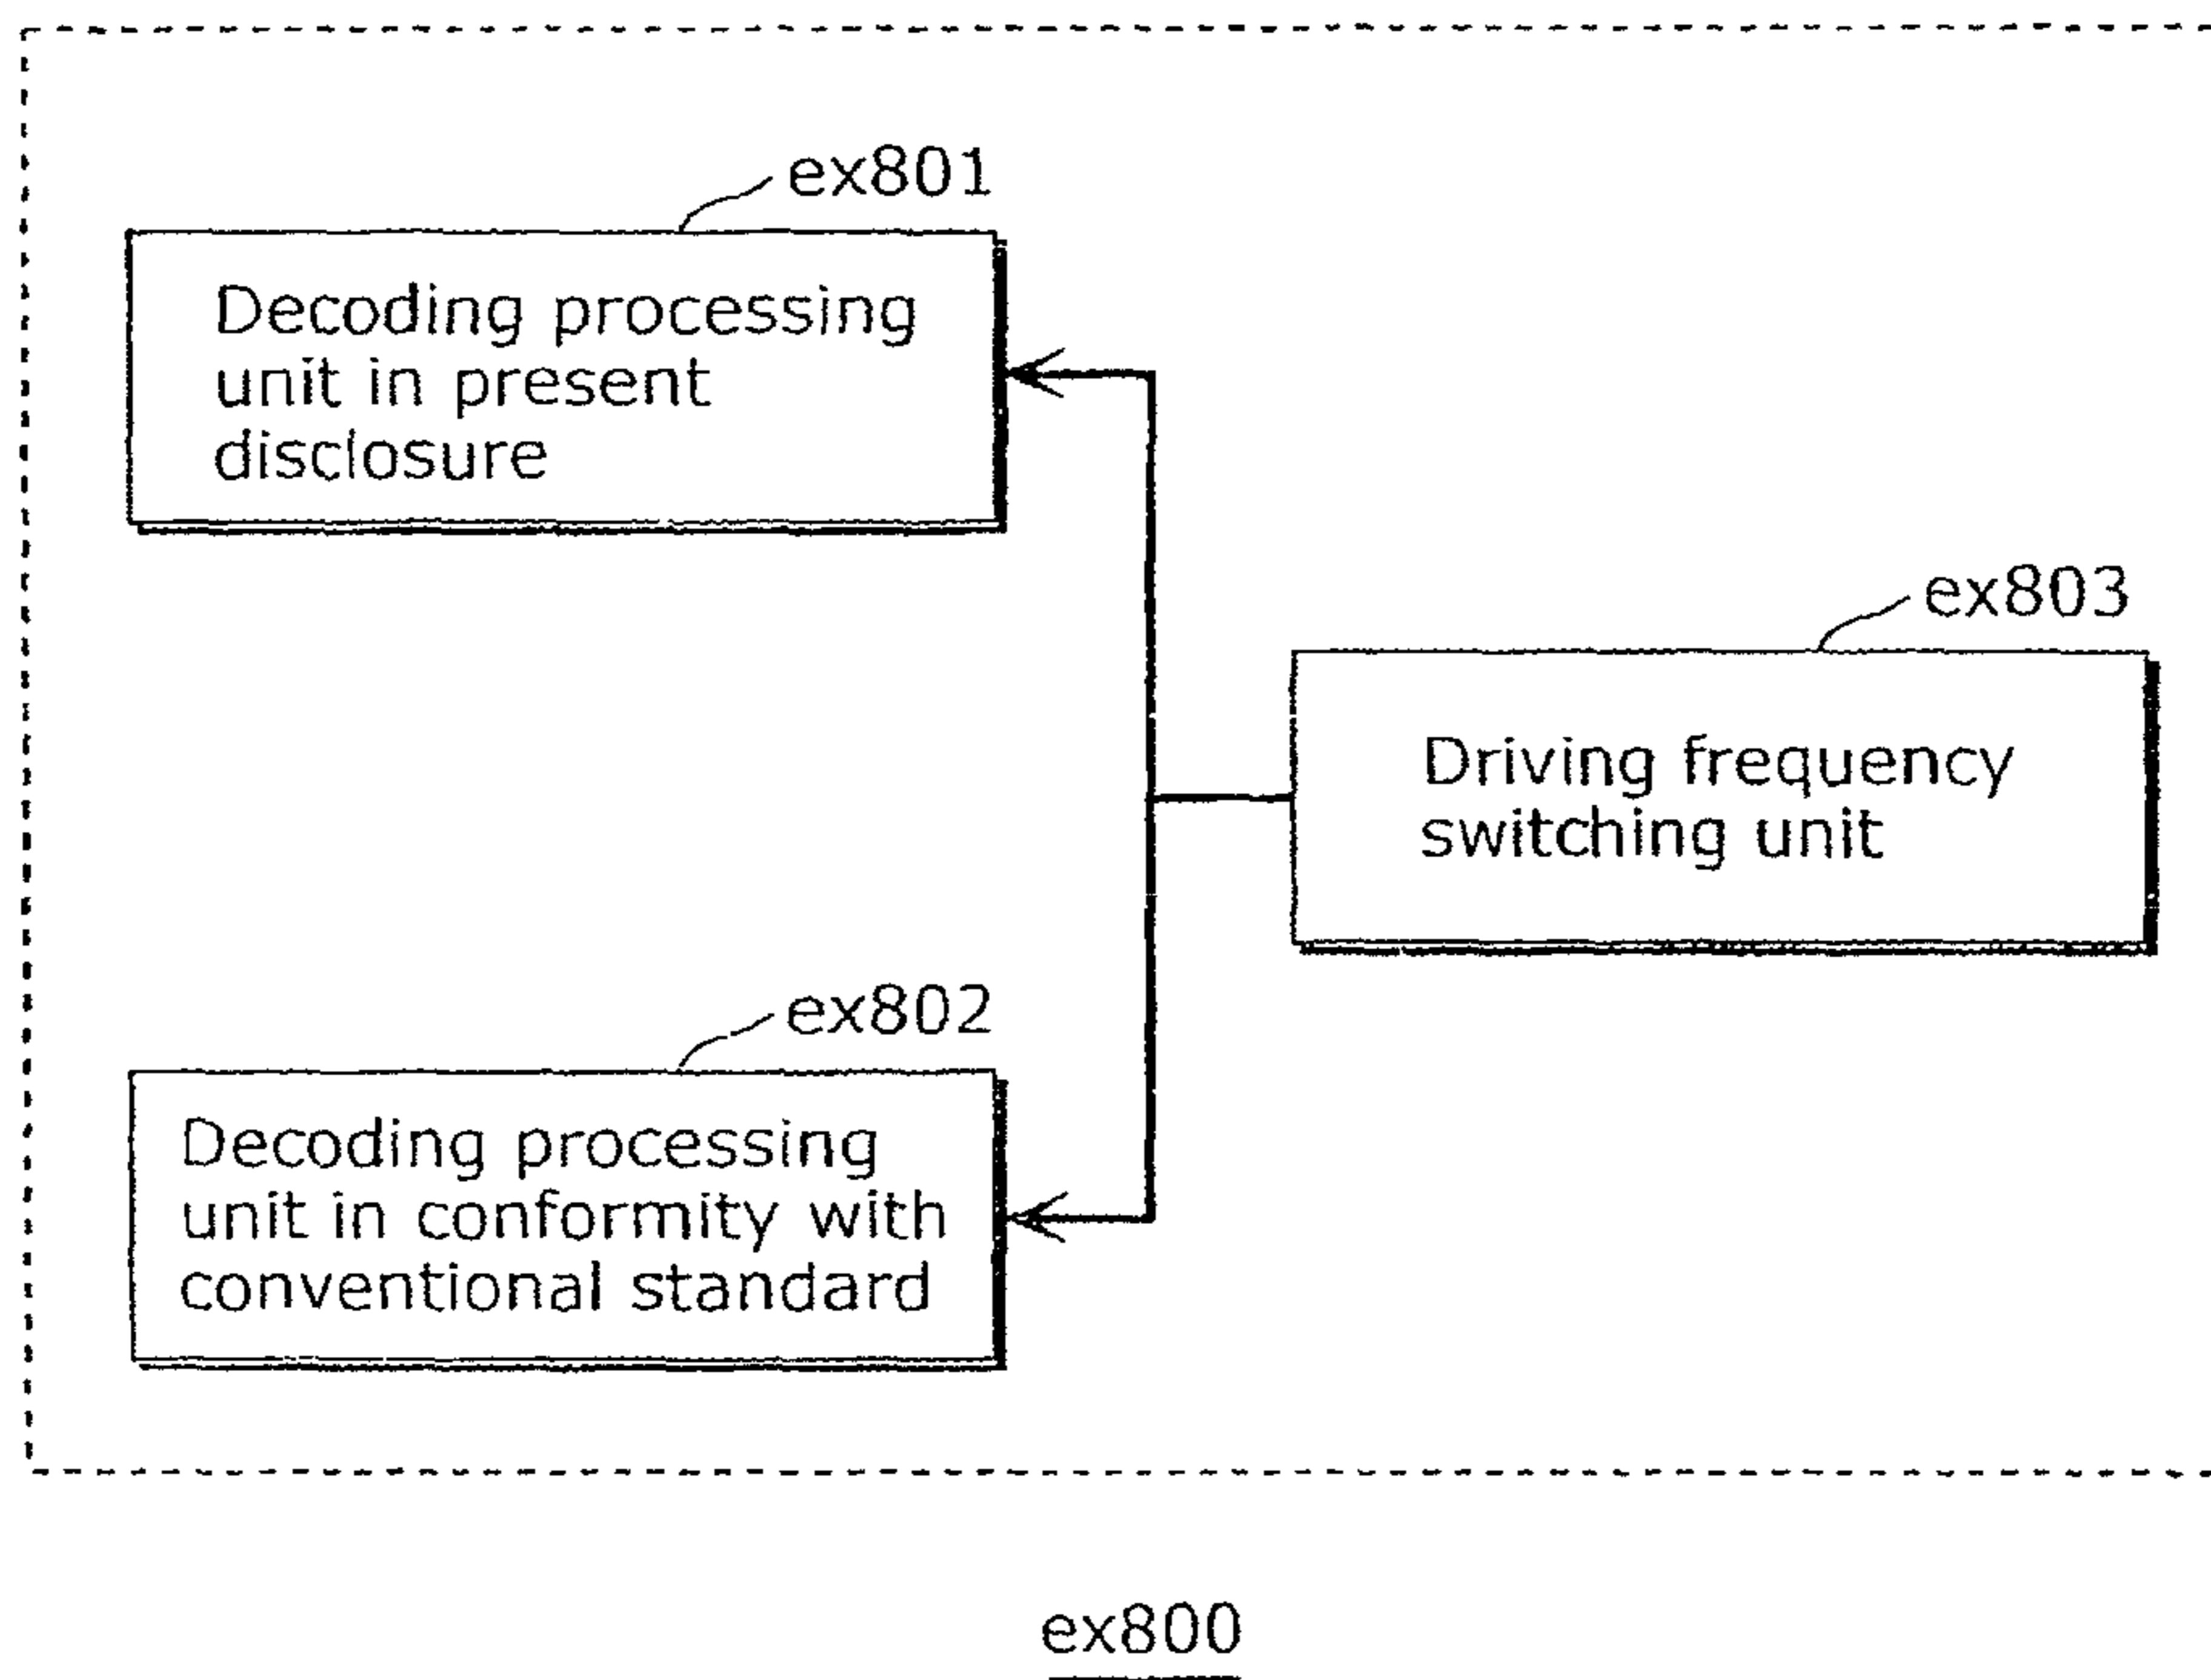 ex801
Decoding processing
unit in present
disclosure
ex803
Driving frequency
switching unit
ex802
Decoding processing
unit in conformity with
conventional standard
ex800